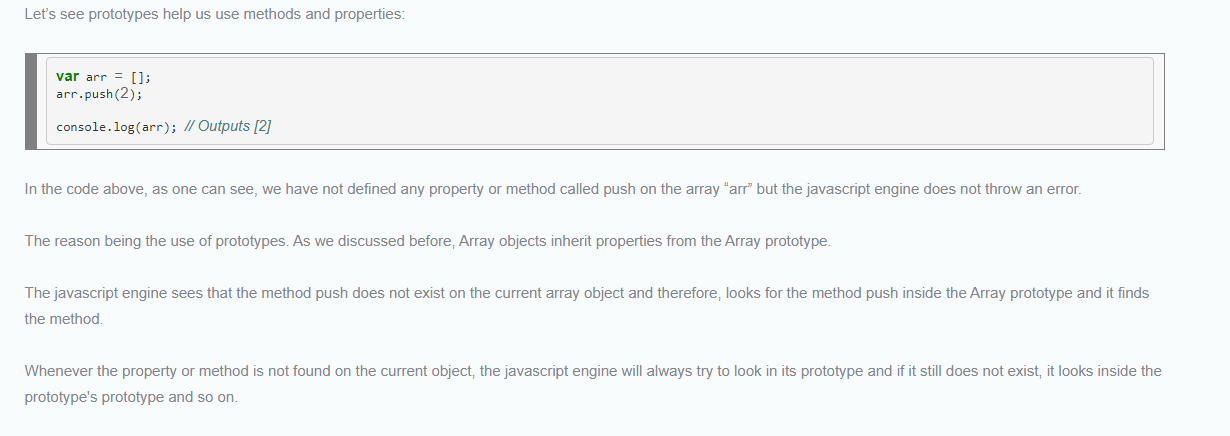 Let's see prototypes help us use methods and properties:
var arr = [];
arr.push(2);
console.log(arr); // Outputs [2]
In the code above, as one can see, we have not defined any property or method called push on the array “arr” but the javascript engine does not throw an error.
The reason being the use of prototypes. As we discussed before, Array objects inherit properties from the Array prototype.
The javascript engine sees that the method push does not exist on the current array object and therefore, looks for the method push inside the Array prototype and it finds
the method.
Whenever the property or method is not found on the current object, the javascript engine will always try to look in its prototype and if it still does not exist, it looks inside the
prototype's prototype and so on.